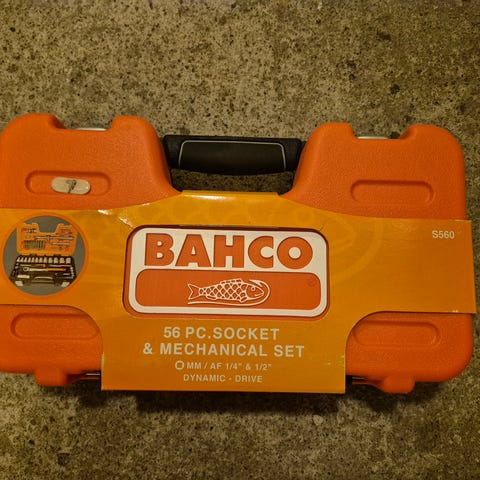 S560
BAHCO
®
56 PC.SOCKET
& MECHANICAL SET
MM / AF 1/4" & 1/2"
DYNAMIC - DRIVE